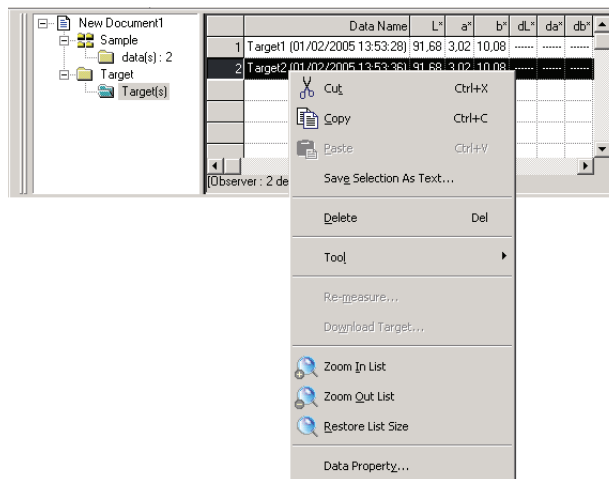 New Document1
Sample
data(s) : 2
Target
Target(s)
Data Name L* a* b* dL* da* db*
1 Target1 (01/02/2005 13:53:28) 91,68 3,02 10,08 ----- ----- -----
2 Target2 (01/02/2005 13:53:36) 91,68 3,02 10,08 ----- ----- -----
[Observer : 2 de
Cut Ctrl+X
Copy Ctrl+C
Paste Ctrl+V
Save Selection As Text...
Delete Del
Tool
Re-measure...
Download Target...
Zoom In List
Zoom Out List
Restore List Size
Data Property...